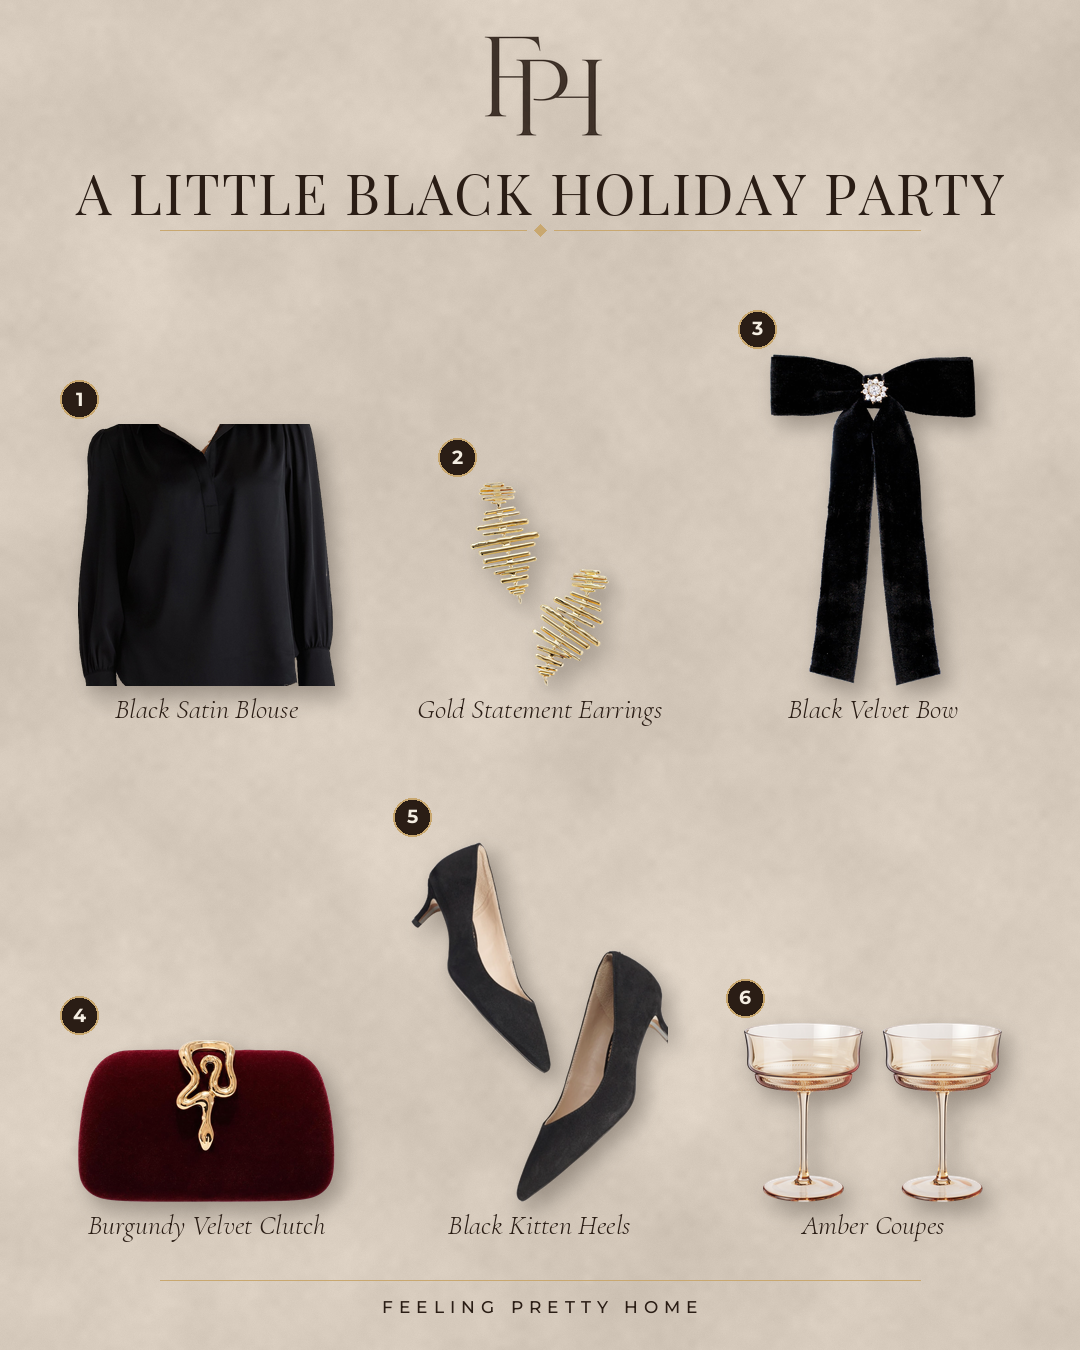 FPH
A LITTLE BLACK HOLIDAY PARTY
1
Black Satin Blouse
2
Gold Statement Earrings
3
Black Velvet Bow
4
Burgundy Velvet Clutch
5
Black Kitten Heels
6
Amber Coupes
FEELING PRETTY HOME